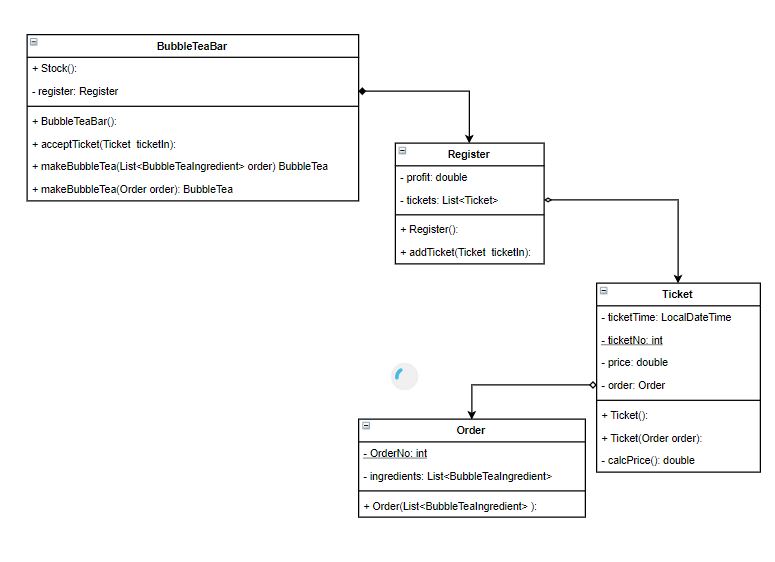 BubbleTeaBar
+ Stock():
- register: Register
+ BubbleTeaBar():
+ acceptTicket(Ticket ticketIn):
+ makeBubbleTea(List<BubbleTeaIngredient> order) BubbleTea
+ makeBubbleTea(Order order): BubbleTea
Register
- profit: double
- tickets: List<Ticket>
+ Register():
+ addTicket(Ticket ticketIn):
Ticket
- ticketTime: LocalDateTime
- ticketNo: int
- price: double
- order: Order
+ Ticket():
+ Ticket(Order order):
- calcPrice(): double
Order
- OrderNo: int
- ingredients: List<BubbleTeaIngredient>
+ Order(List<BubbleTeaIngredient> ):